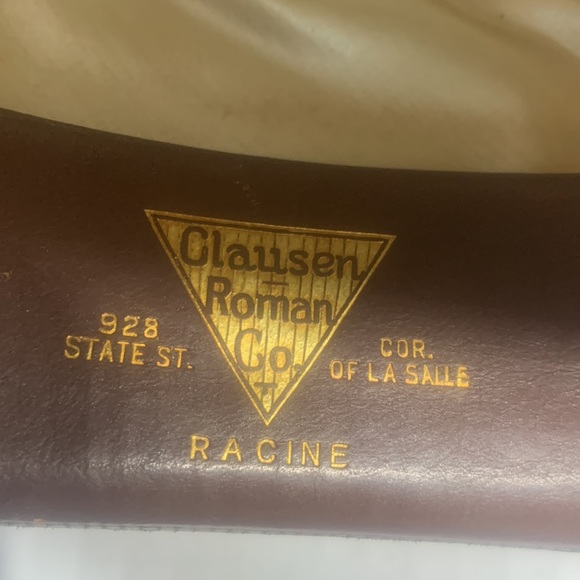 Clausen
Roman
Co.
928
STATE ST.
COR.
OF LA SALLE
RACINE